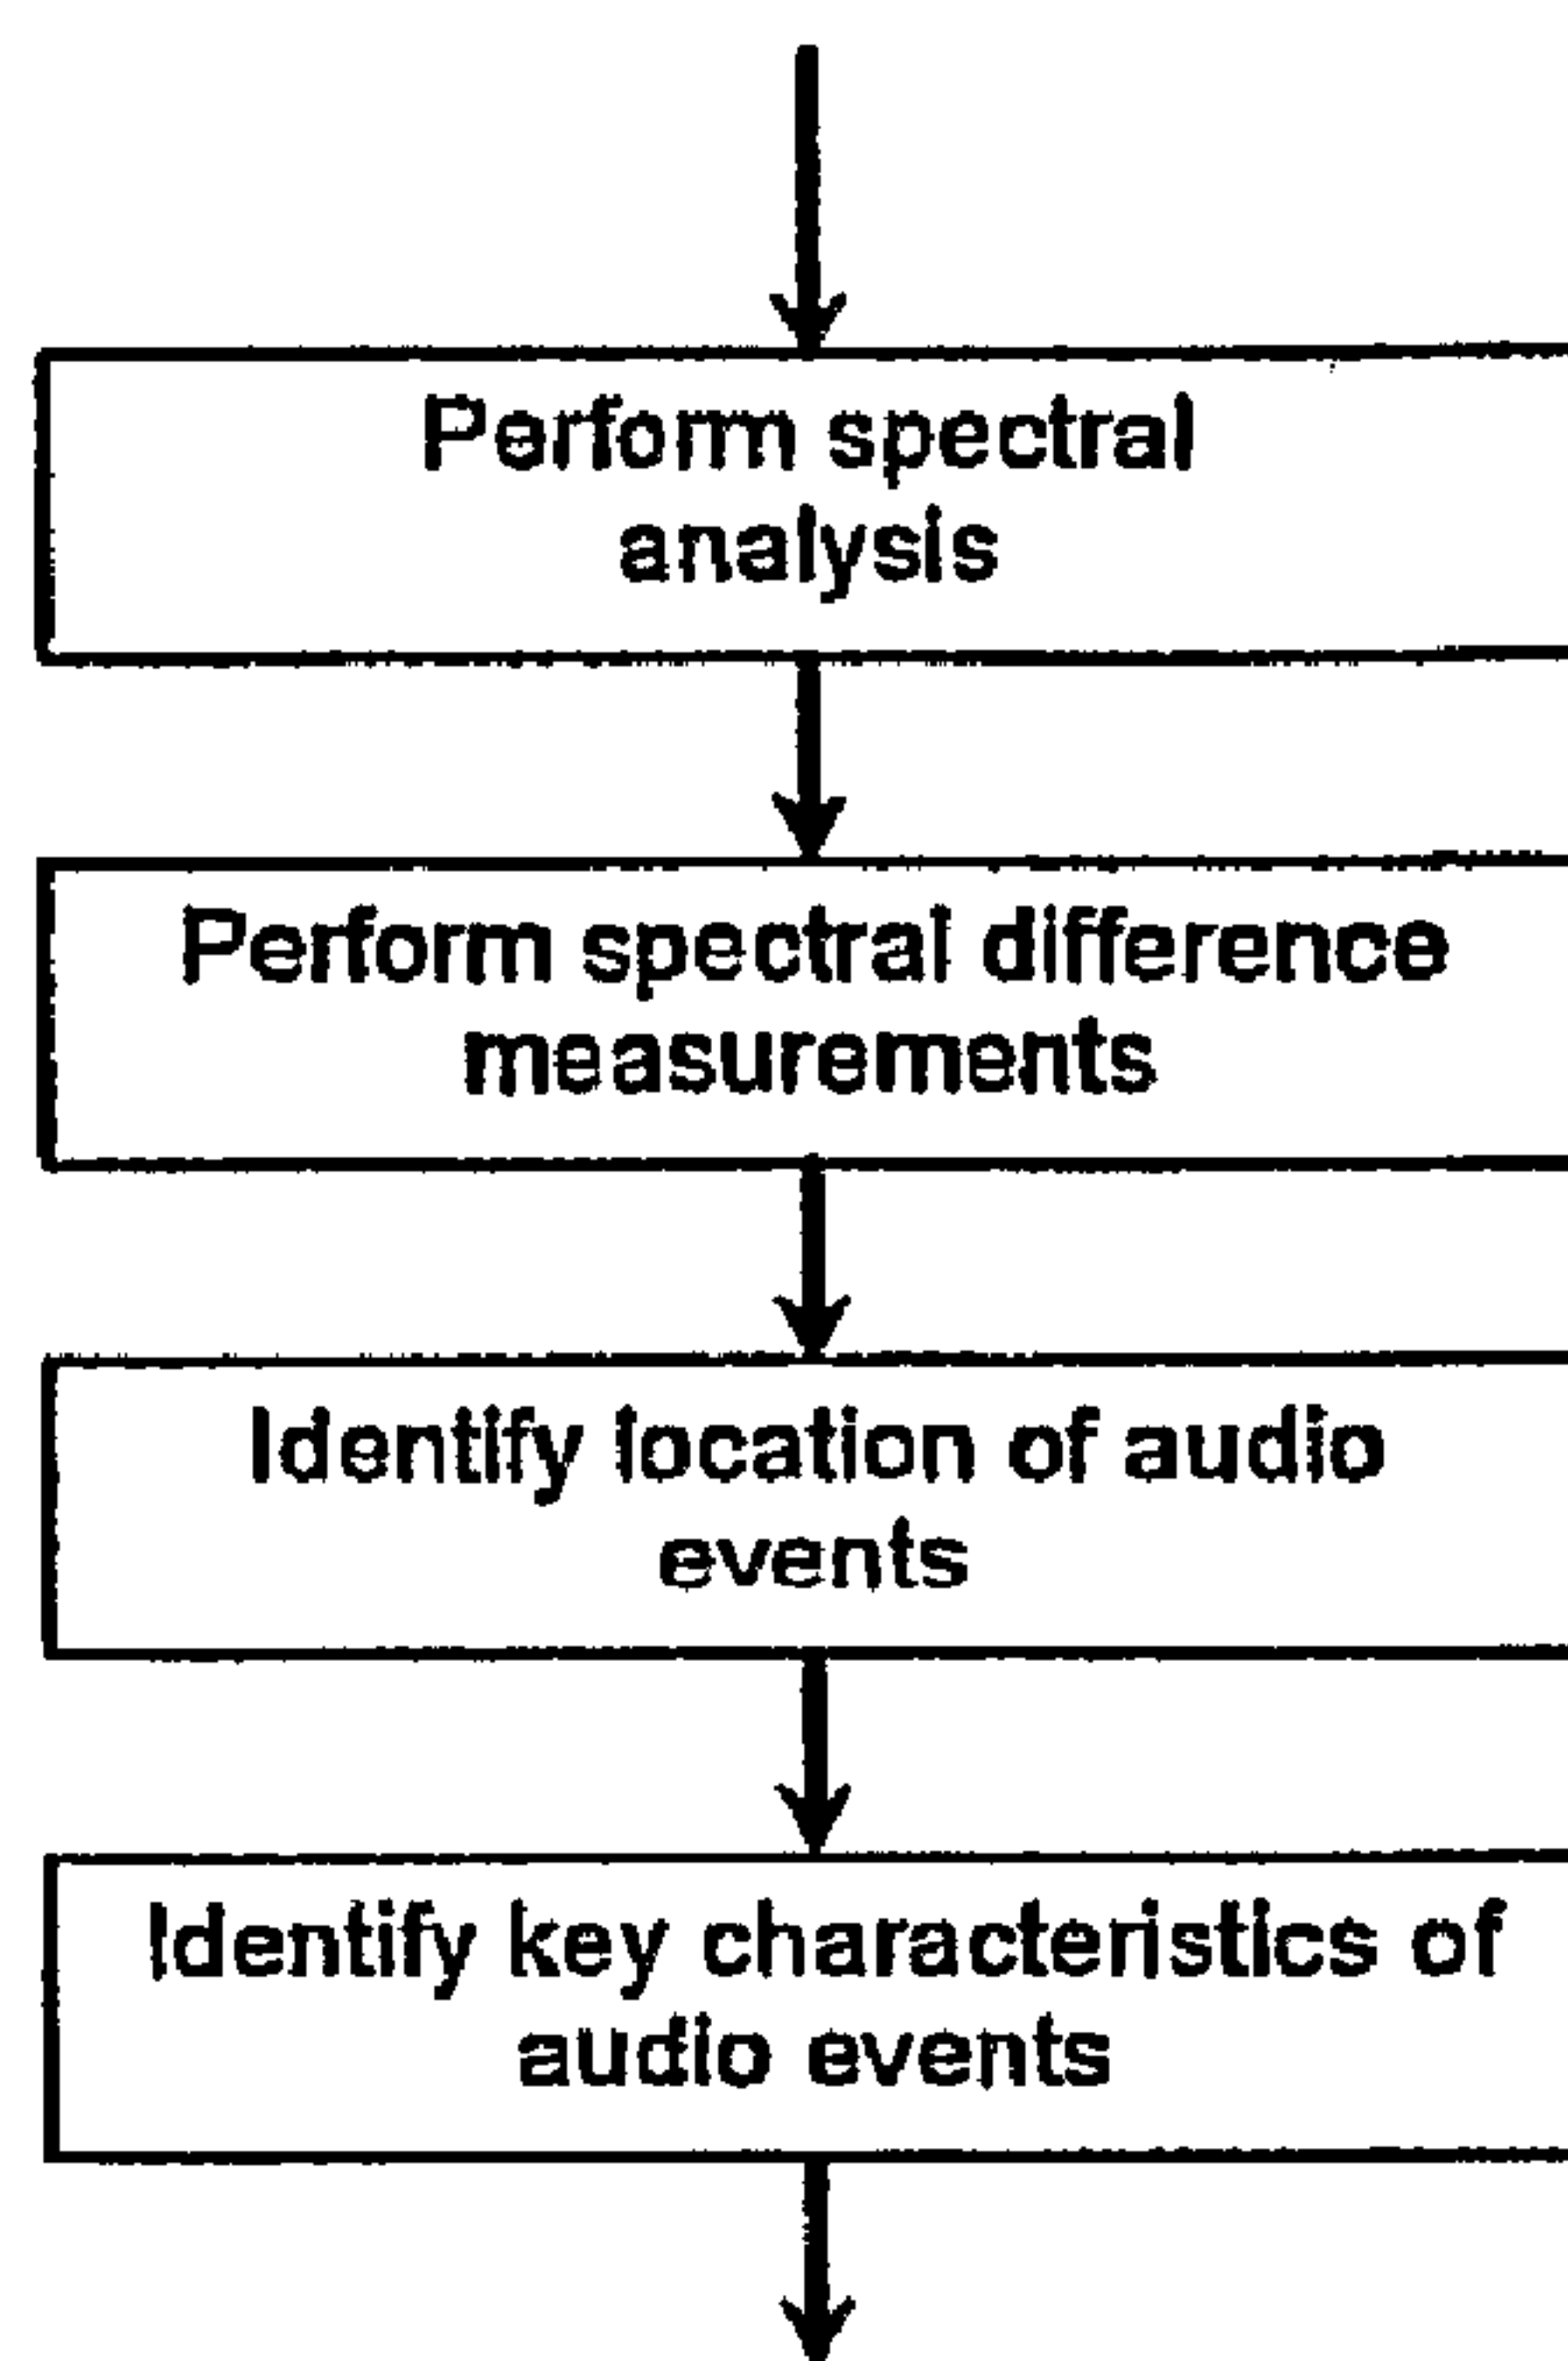 Perform spectral
analysis
Perform spectral difference
measurements
Identify location of audio
events
Identify key characteristics of
audio events